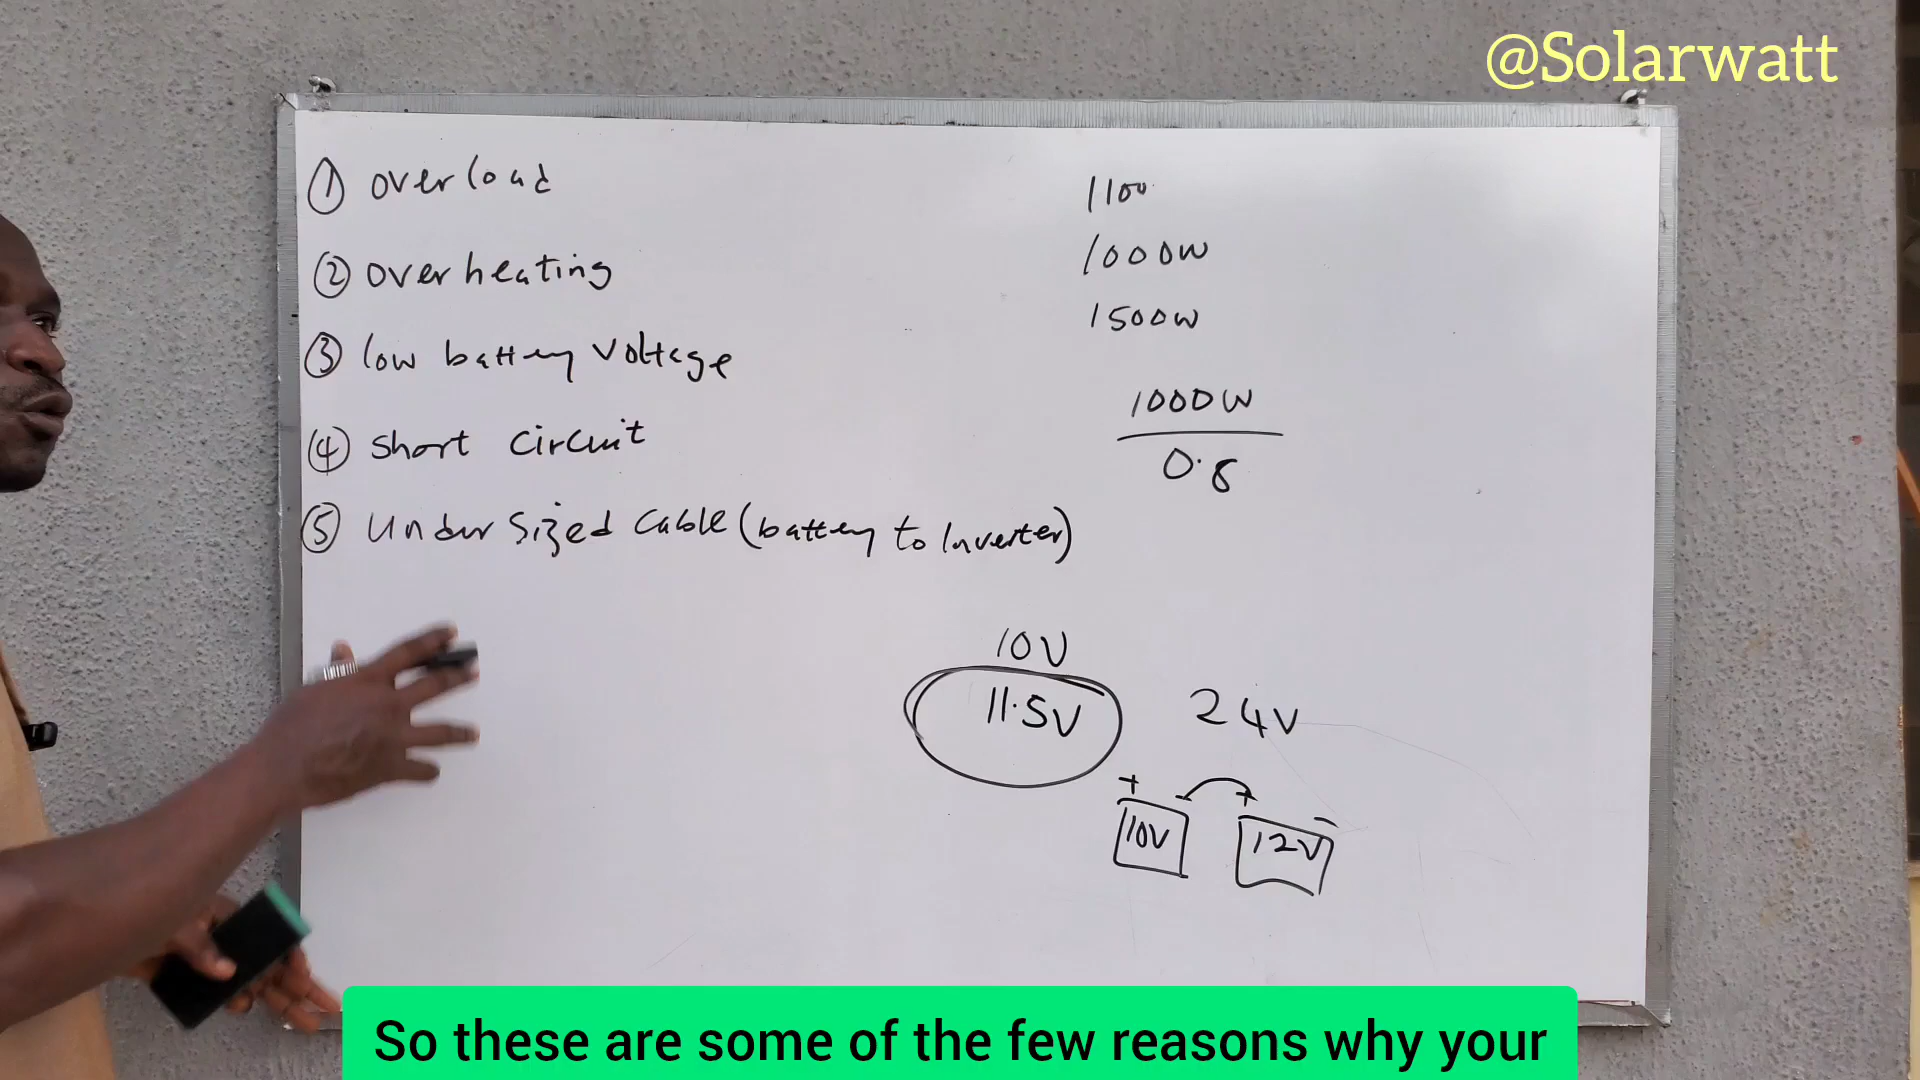 @Solarwatt
① overload
② overheating
③ low battery voltage
④ short circuit
⑤ Undersized cable (battery to Inverter)
1100
1000W
1500W
1000W
0.8
10V
11.5V
24V
+ - + -
10V 12V
So these are some of the few reasons why your